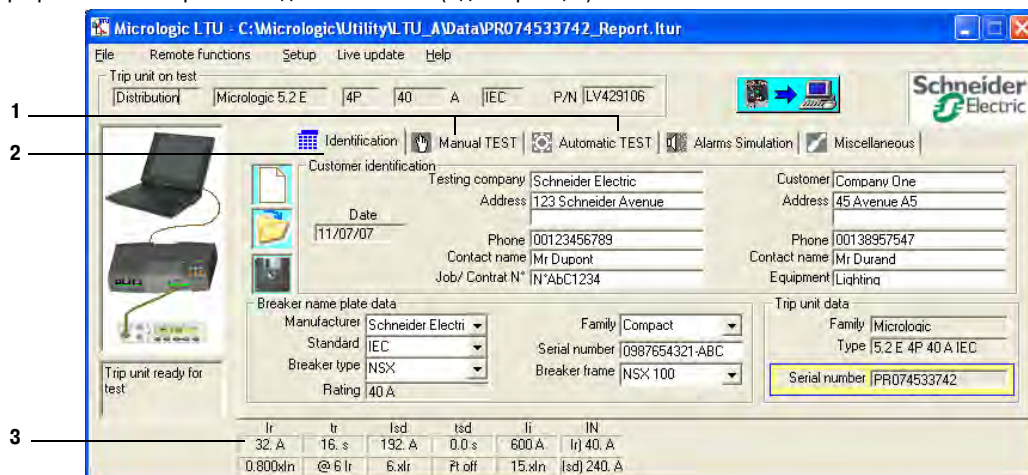 Micrologic LTU - C:\Micrologic\Utility\LTU_A\Data\PR074533742_Report.ltur
File Remote functions Setup Live update Help
Trip unit on test
Distribution Micrologic 5.2 E 4P 40 A IEC P/N LV429106
Schneider
Electric
1
2
Identification Manual TEST Automatic TEST Alarms Simulation Miscellaneous
Customer identification
Testing company Schneider Electric Customer Company One
Address 123 Schneider Avenue Address 45 Avenue A5
Date
11/07/07
Phone 00123456789 Phone 00138957547
Contact name Mr Dupont Contact name Mr Durand
Job/ Contrat N° N°AbC1234 Equipment Lighting
Breaker name plate data
Manufacturer Schneider Electri Family Compact
Standard IEC Serial number 0987654321-ABC
Breaker type NSX Breaker frame NSX 100
Rating 40 A
Trip unit data
Family Micrologic
Type 5.2 E 4P 40 A IEC
Serial number PR074533742
Trip unit ready for
test
3
Ir tr Isd tsd Ii IN
32. A 16. s 192. A 0.0 s 600 A Ir) 40. A
0.800xIn @ 6 Ir 6.xIr I²t off 15.xIn Isd) 240. A